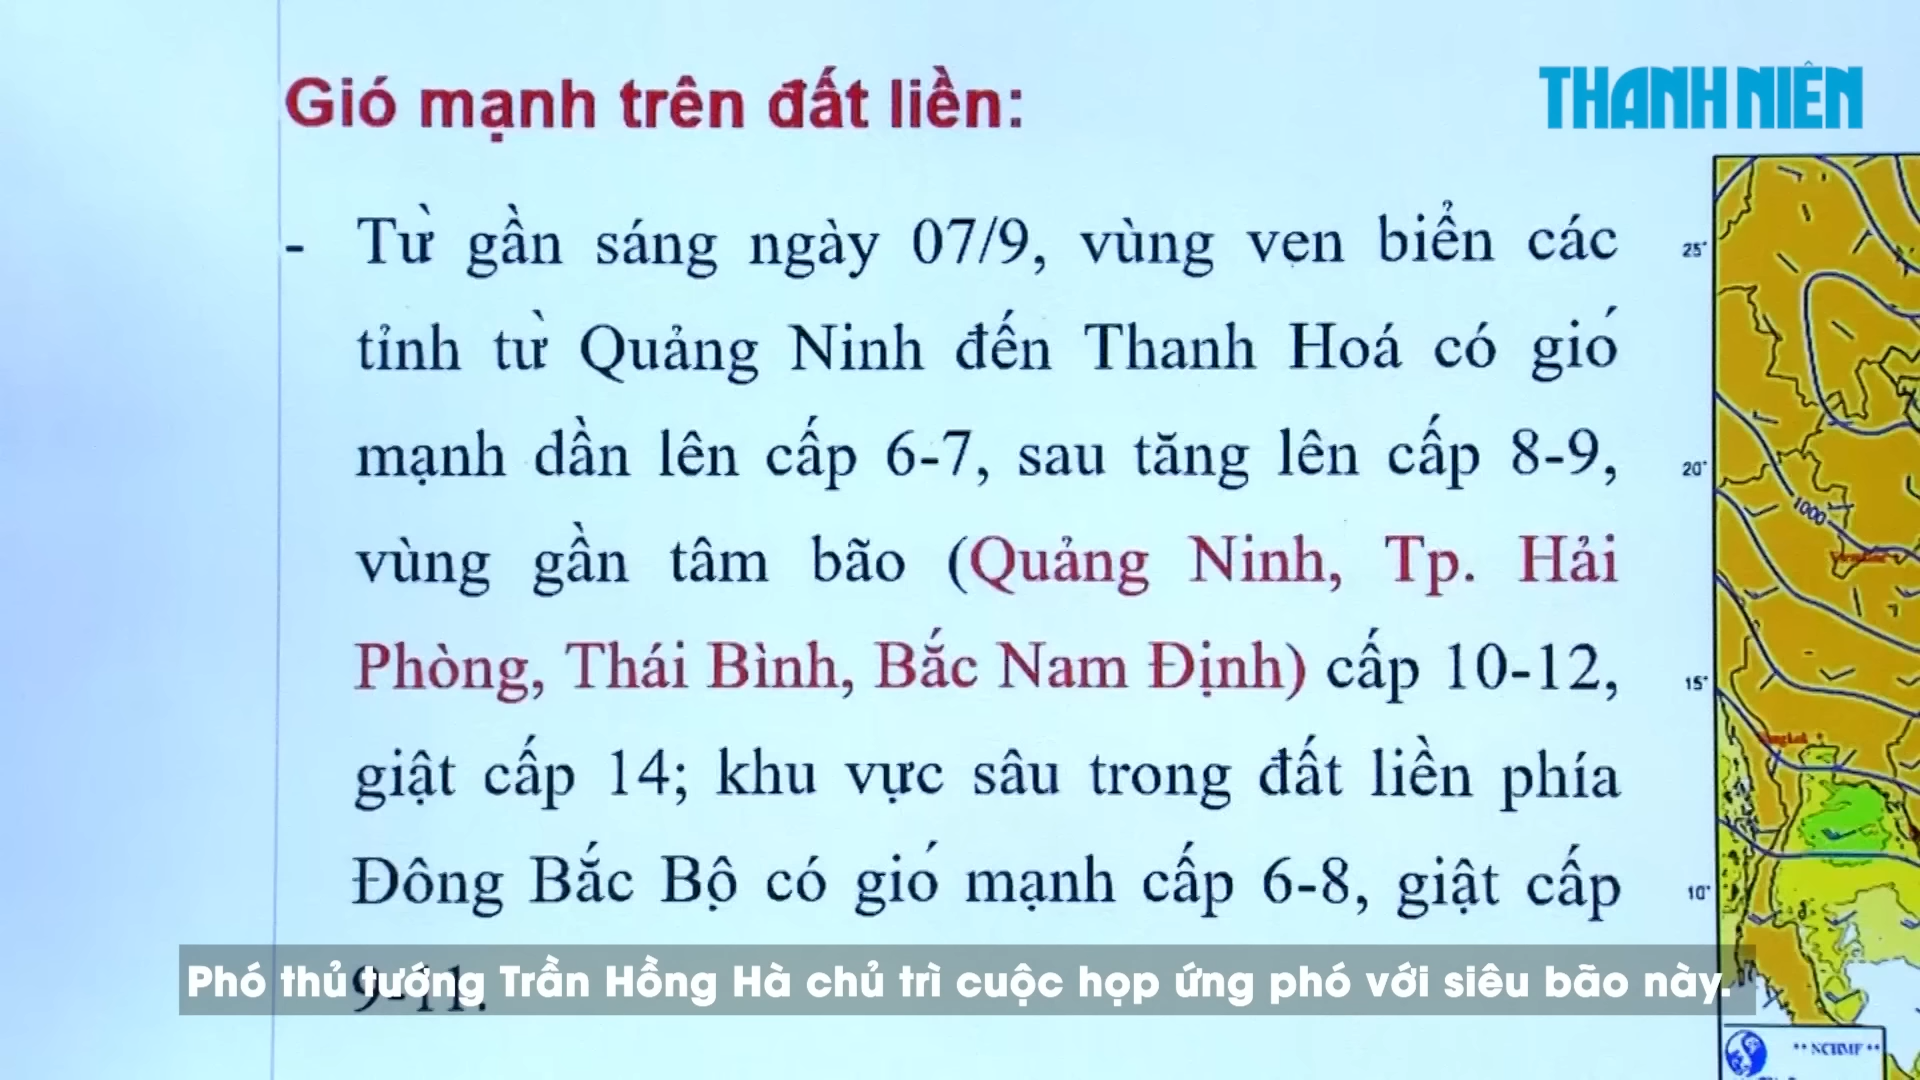 Gió mạnh trên đất liền:
THANH NIÊN
- Từ gần sáng ngày 07/9, vùng ven biển các
tỉnh từ Quảng Ninh đến Thanh Hoá có gió
mạnh dần lên cấp 6-7, sau tăng lên cấp 8-9,
vùng gần tâm bão (Quảng Ninh, Tp. Hải
Phòng, Thái Bình, Bắc Nam Định) cấp 10-12,
giật cấp 14; khu vực sâu trong đất liền phía
Đông Bắc Bộ có gió mạnh cấp 6-8, giật cấp
9-11.
Phó thủ tướng Trần Hồng Hà chủ trì cuộc họp ứng phó với siêu bão này.
25°
20°
1000
15°
10°
** NCHMF **